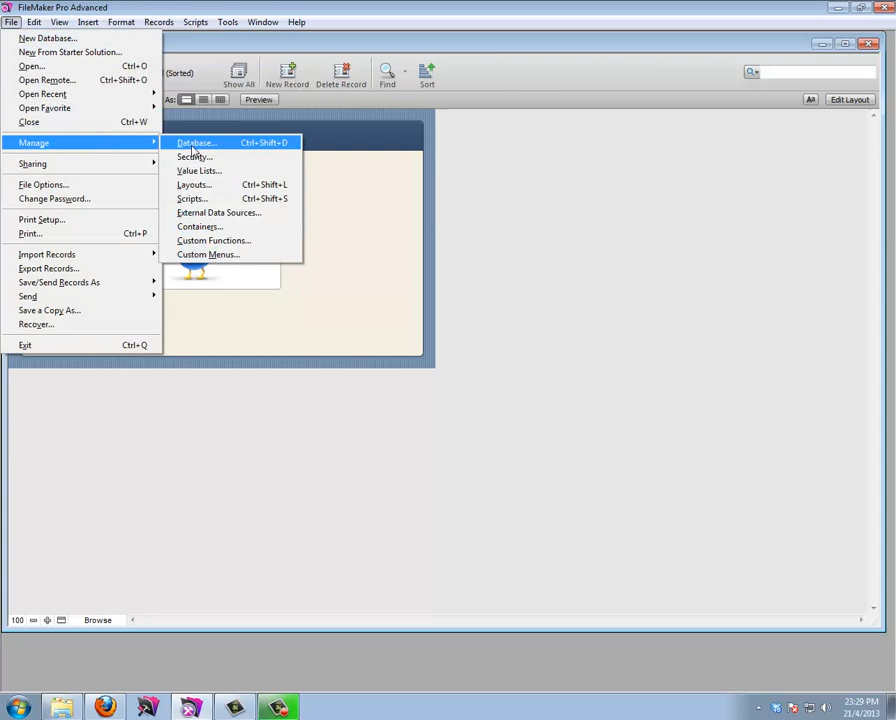 FileMaker Pro Advanced
File Edit View Insert Format Records Scripts Tools Window Help
New Database...
New From Starter Solution...
Open... Ctrl+O
Open Remote... Ctrl+Shift+O
Open Recent
Open Favorite
Close Ctrl+W
Manage
Sharing
File Options...
Change Password...
Print Setup...
Print... Ctrl+P
Import Records
Export Records...
Save/Send Records As
Send
Save a Copy As...
Recover...
Exit Ctrl+Q
Database... Ctrl+Shift+D
Security...
Value Lists...
Layouts... Ctrl+Shift+L
Scripts... Ctrl+Shift+S
External Data Sources...
Containers...
Custom Functions...
Custom Menus...
(Sorted)
Show All New Record Delete Record Find Sort
As: Preview Aa Edit Layout
100 Browse
23:29
21/4/2013